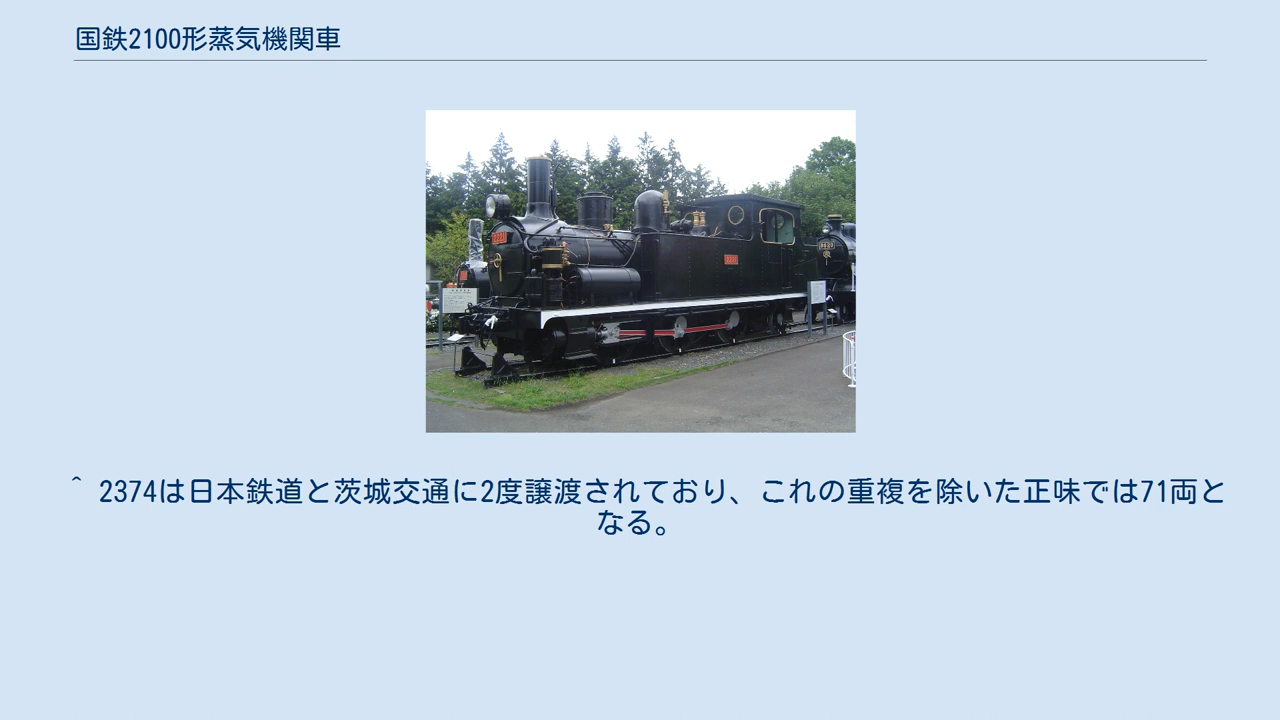 国鉄2100形蒸気機関車
^ 2374は日本鉄道と茨城交通に2度譲渡されており、これの重複を除いた正味では71両と
なる。